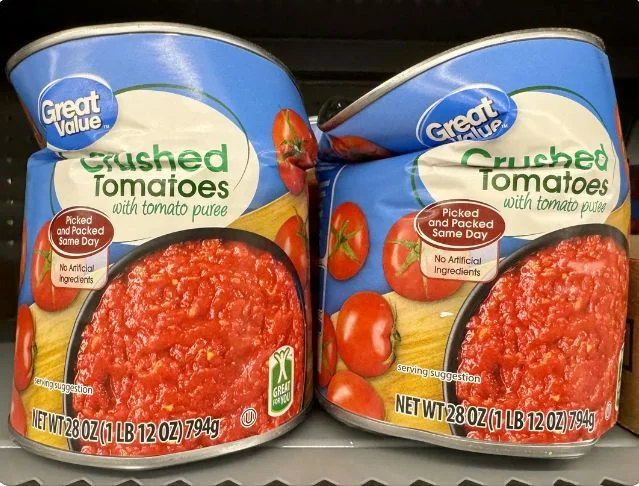 Great
Value
Crushed
Tomatoes
with tomato puree
Picked
and Packed
Same Day
No Artificial
Ingredients
serving suggestion
GREAT
FOR YOU
U
NET WT 28 OZ (1 LB 12 OZ) 794g
Great
Value
Crushed
Tomatoes
with tomato puree
Picked
and Packed
Same Day
No Artificial
Ingredients
serving suggestion
NET WT 28 OZ (1 LB 12 OZ) 794g